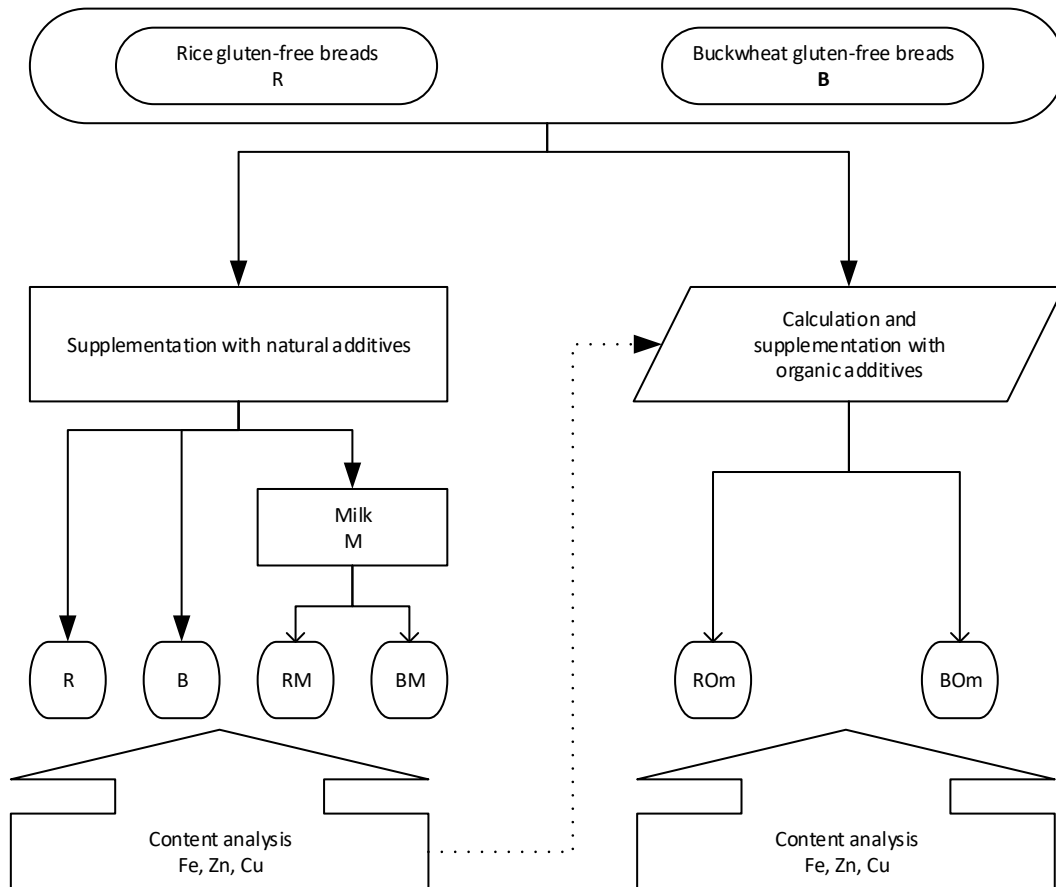 Rice gluten-free breads
R
Buckwheat gluten-free breads
B
Supplementation with natural additives
Calculation and
supplementation with
organic additives
Milk
M
R
B
RM
BM
ROm
BOm
Content analysis
Fe, Zn, Cu
Content analysis
Fe, Zn, Cu